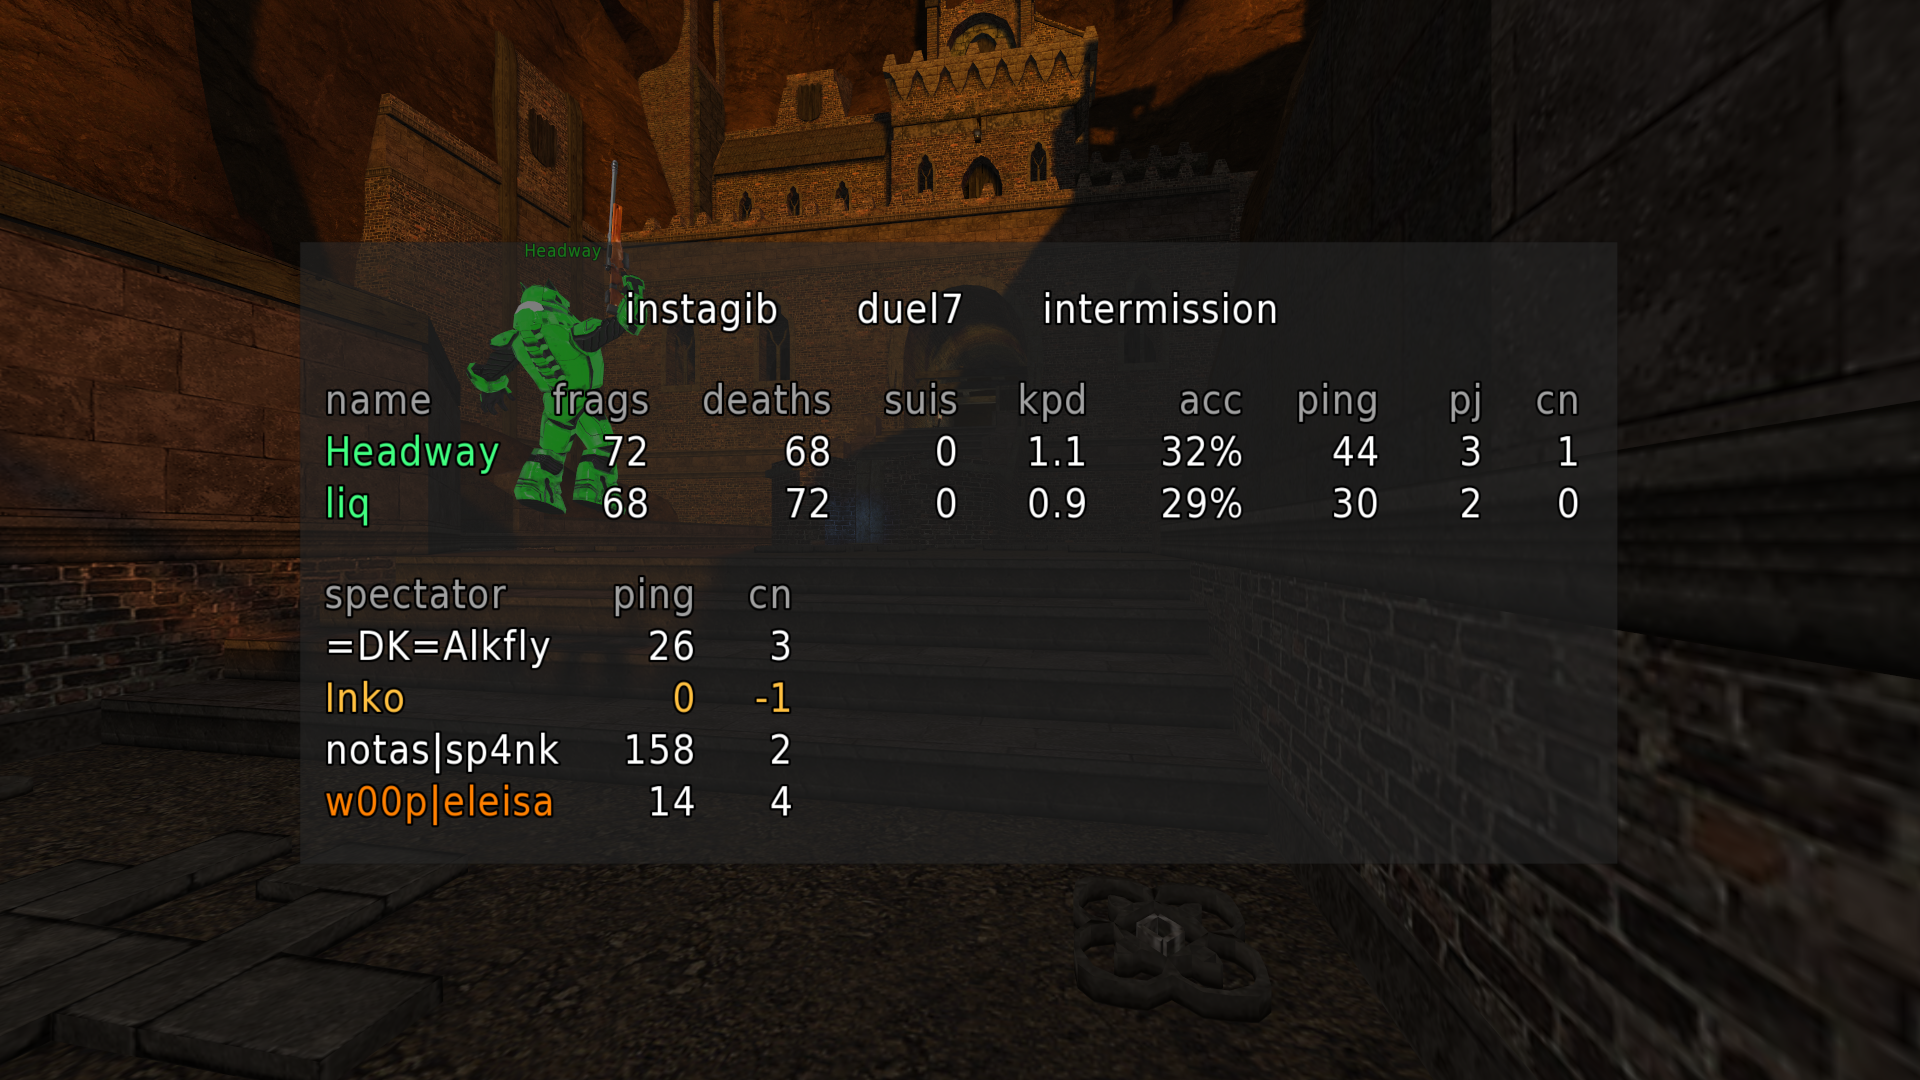 Headway
instagib duel7 intermission
name frags deaths suis kpd acc ping pj cn
Headway 72 68 0 1.1 32% 44 3 1
liq 68 72 0 0.9 29% 30 2 0
spectator ping cn
=DK=Alkfly 26 3
Inko 0 -1
notas|sp4nk 158 2
w00p|eleisa 14 4